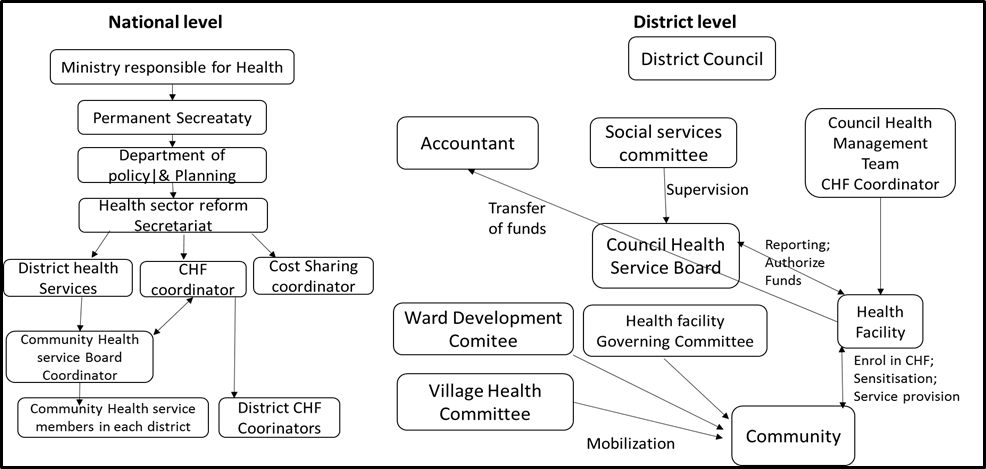 National level
Ministry responsible for Health
Permanent Secreataty
Department of
policy|& Planning
Health sector reform
Secretariat
District health
Services
CHF
coordinator
Cost Sharing
coordinator
Community Health
service Board
Coordinator
Community Health service
members in each district
District CHF
Coorinators
District level
District Council
Accountant
Social services
committee
Council Health
Management
Team
CHF Coordinator
Supervision
Transfer
of funds
Council Health
Service Board
Reporting;
Authorize
Funds
Health
Facility
Ward Development
Comitee
Health facility
Governing Committee
Enrol in CHF;
Sensitisation;
Service provision
Village Health
Committee
Mobilization
Community